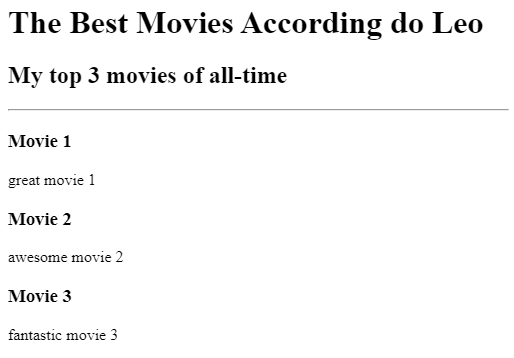 The Best Movies According do Leo
My top 3 movies of all-time
Movie 1
great movie 1
Movie 2
awesome movie 2
Movie 3
fantastic movie 3